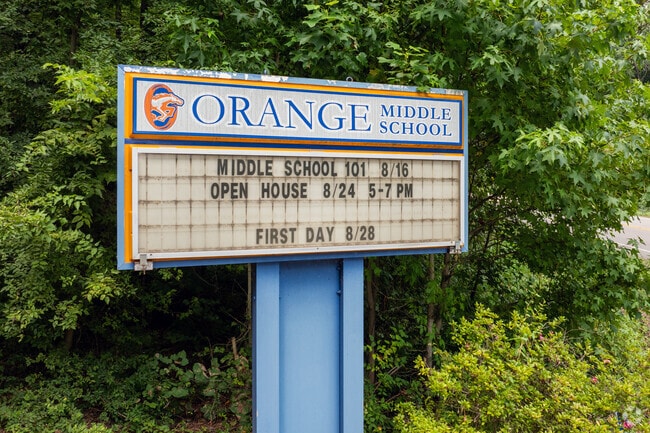 ORANGE MIDDLE SCHOOL
MIDDLE SCHOOL 101 8/16
OPEN HOUSE 8/24 5-7 PM
FIRST DAY 8/28